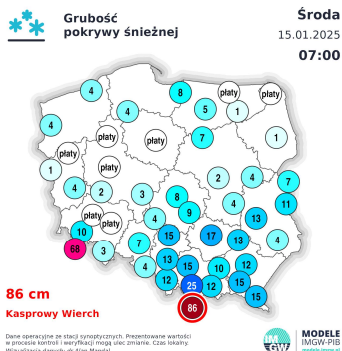 Grubość
pokrywy śnieżnej
Środa
15.01.2025
07:00
4
8
płaty
płaty
4
5
1
4
płaty
płaty
7
1
płaty
1
2
4
7
4
2
3
8
4
11
płaty
płaty
4
9
13
10
15
17
13
4
68
3
7
13
15
10
12
4
12
25
12
15
15
86
86 cm
Kasprowy Wierch
Dane operacyjne ze stacji synoptycznych. Prezentowane wartości
w procesie kontroli i weryfikacji mogą ulec zmianie. Czas lokalny.
IMGW
MODELE
IMGW-PIB